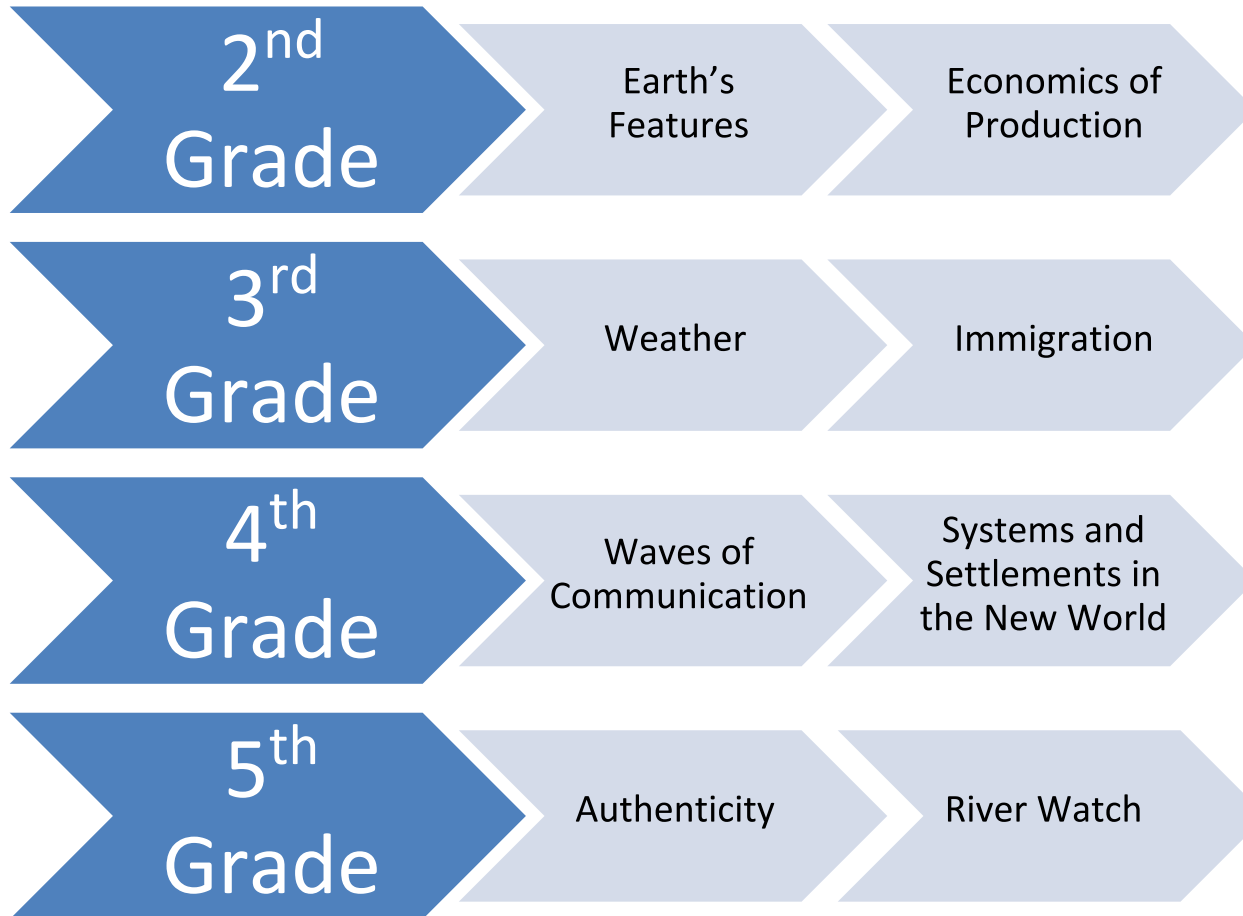 2nd
Grade
Earth’s
Features
Economics of
Production
3rd
Grade
Weather
Immigration
4th
Grade
Waves of
Communication
Systems and
Settlements in
the New World
5th
Grade
Authenticity
River Watch